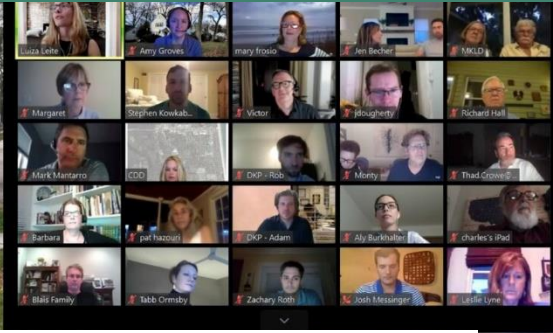 Luiza Leite
Amy Groves
mary frosio
Jen Becher
MKLD
Margaret
Stephen Kowkab...
Victor
jdougherty
Richard Hall
Mark Mantarro
CDD
DKP - Rob
Monty
Thad Crowe
Barbara
pat hazouri
DKP - Adam
Aly Burkhalter
charles's iPad
Blais Family
Tabb Ormsby
Zachary Roth
Josh Messinger
Leslie Lyne